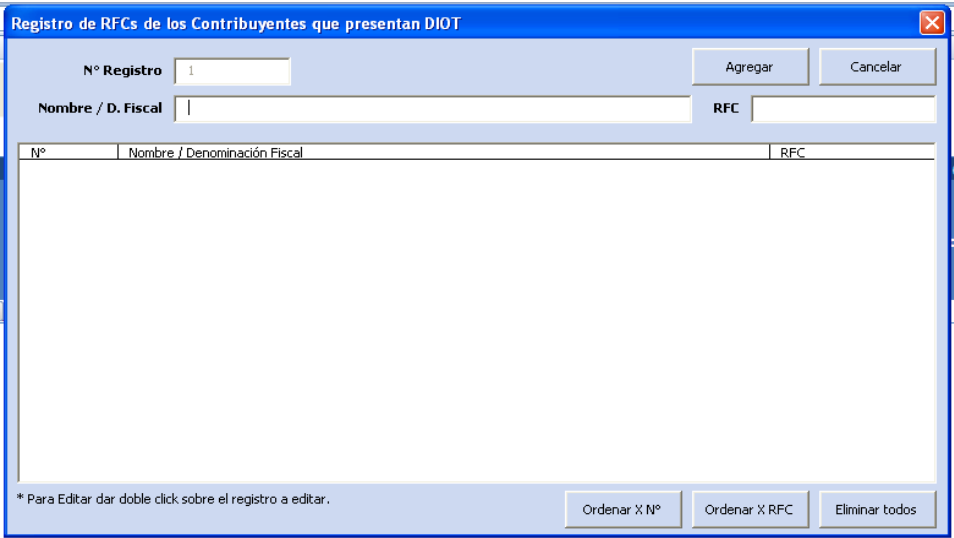 Registro de RFCs de los Contribuyentes que presentan DIOT
N° Registro 1 Agregar Cancelar
Nombre / D. Fiscal RFC
N° Nombre / Denominación Fiscal RFC
* Para Editar dar doble click sobre el registro a editar.
Ordenar X N° Ordenar X RFC Eliminar todos